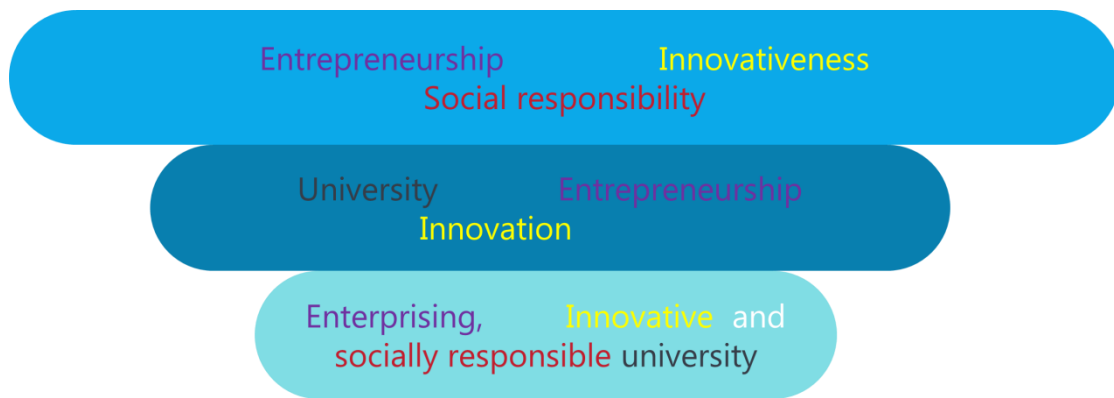 Entrepreneurship Innovativeness
Social responsibility
University Entrepreneurship
Innovation
Enterprising, Innovative and
socially responsible university